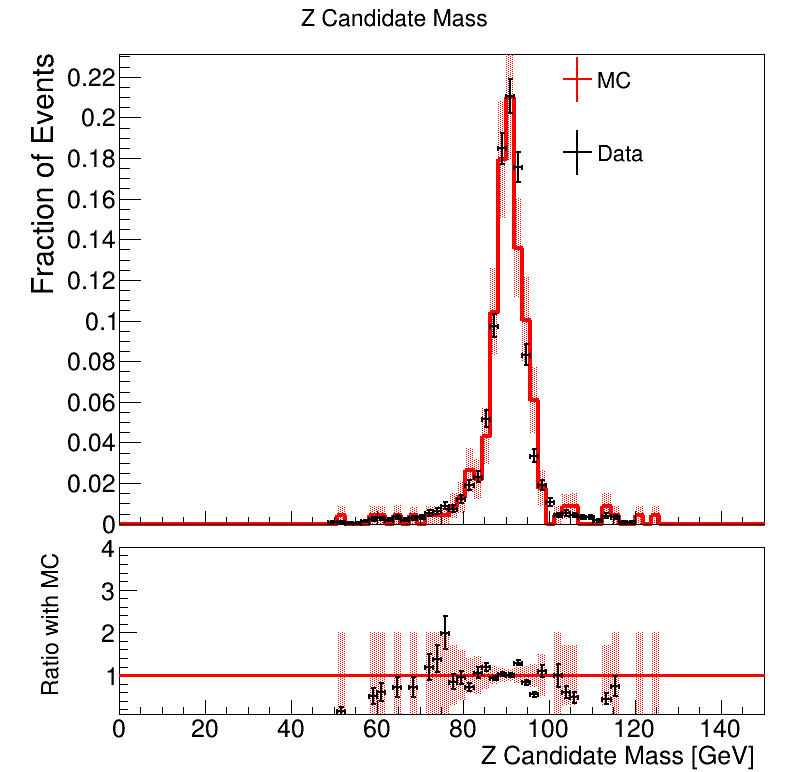 Z Candidate Mass
Fraction of Events
0.22
0.2
0.18
0.16
0.14
0.12
0.1
0.08
0.06
0.04
0.02
0
MC
Data
Ratio with MC
4
3
2
1
0 20 40 60 80 100 120 140
Z Candidate Mass [GeV]